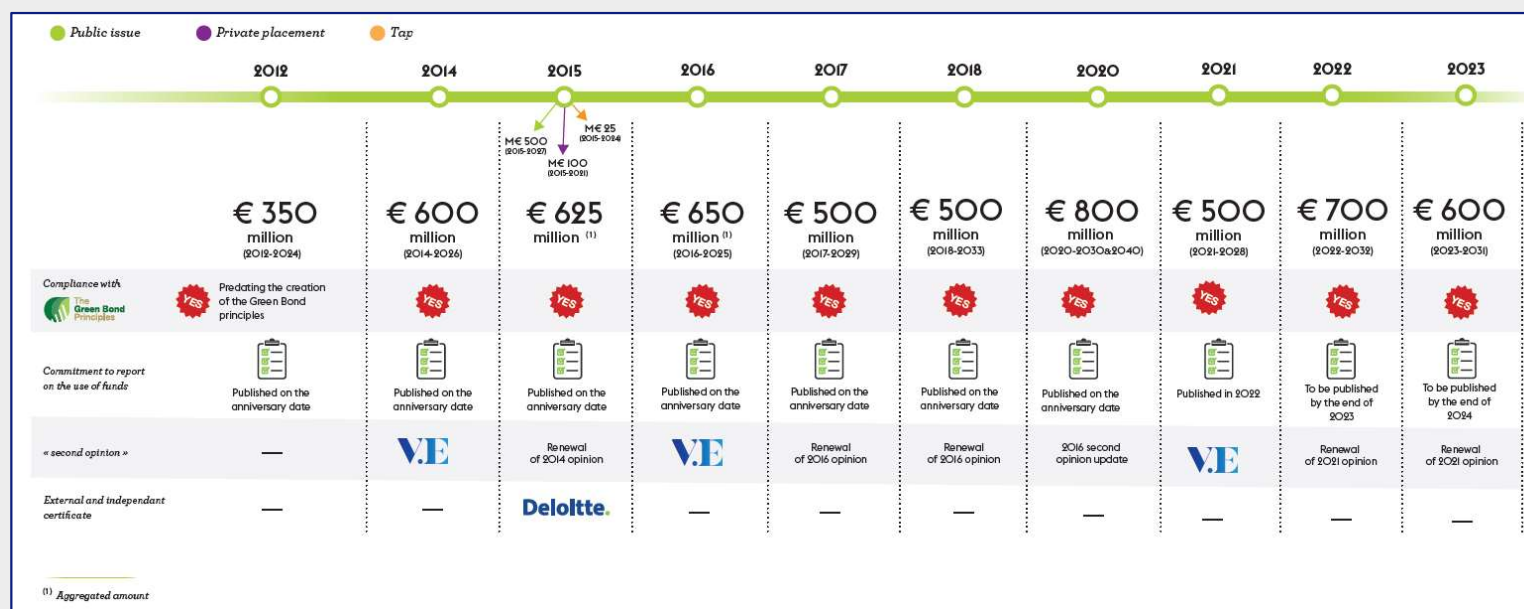 Public issue
Private placement
Tap
2012
2014
2015
2016
2017
2018
2020
2021
2022
2023
M€ 500
(2015-2027)
M€ 100
(2015-2021)
M€ 25
(2015-2024)
€ 350
million
(2012-2024)
€ 600
million
(2014-2026)
€ 625
million (1)
€ 650
million (1)
(2016-2025)
€ 500
million
(2017-2029)
€ 500
million
(2018-2033)
€ 800
million
(2020-2030&2040)
€ 500
million
(2021-2028)
€ 700
million
(2022-2032)
€ 600
million
(2023-2031)
Compliance with
The
Green Bond
Principles
YES
Predating the creation
of the Green Bond
principles
YES
YES
YES
YES
YES
YES
YES
YES
YES
Commitment to report
on the use of funds
Published on the
anniversary date
Published on the
anniversary date
Published on the
anniversary date
Published on the
anniversary date
Published on the
anniversary date
Published on the
anniversary date
Published on the
anniversary date
Published in 2022
To be published
by the end of
2023
To be published
by the end of
2024
« second opinion »
—
V.E
Renewal
of 2014 opinion
V.E
Renewal
of 2016 opinion
Renewal
of 2016 opinion
2016 second
opinion update
V.E
Renewal
of 2021 opinion
Renewal
of 2021 opinion
External and independant
certificate
—
—
Deloitte.
—
—
—
—
—
—
—
(1) Aggregated amount